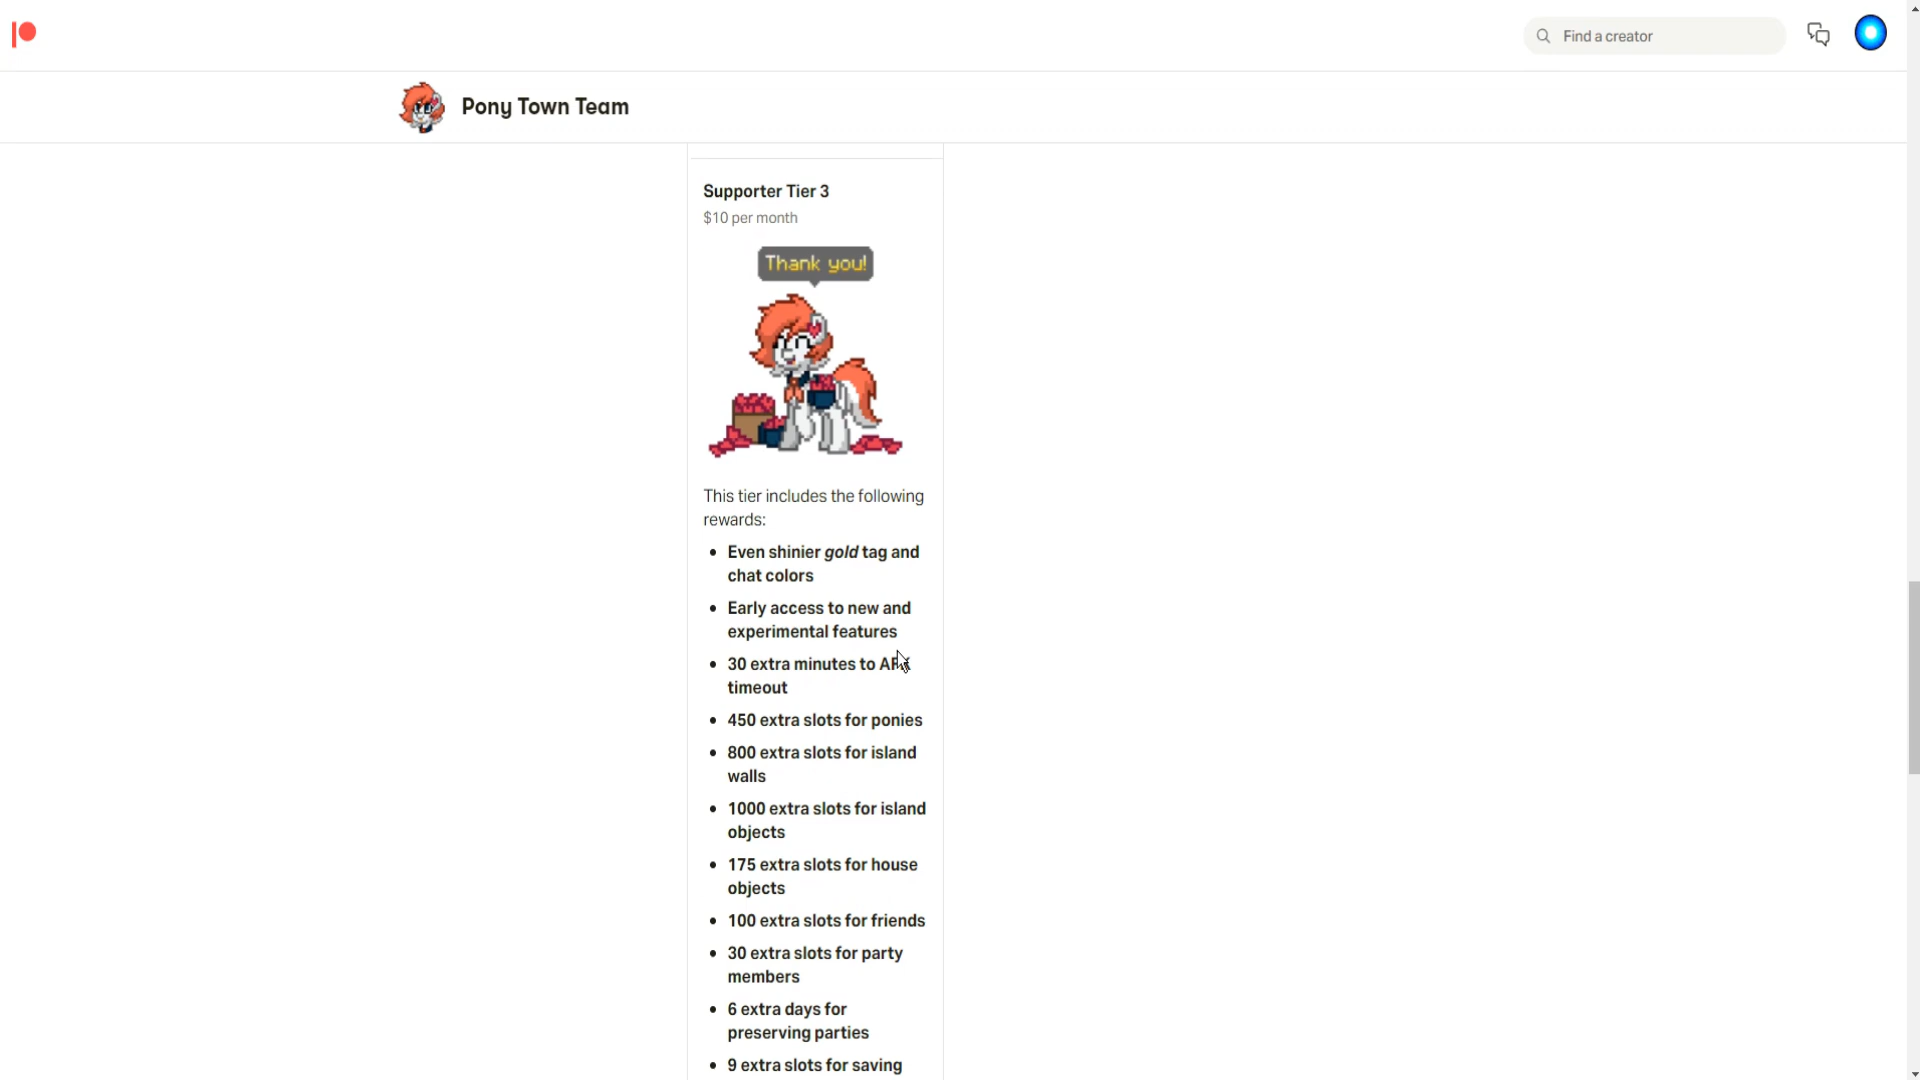 Find a creator
Pony Town Team
Supporter Tier 3
$10 per month
Thank you!
This tier includes the following
rewards:
Even shinier gold tag and
chat colors
Early access to new and
experimental features
30 extra minutes to AFK
timeout
450 extra slots for ponies
800 extra slots for island
walls
1000 extra slots for island
objects
175 extra slots for house
objects
100 extra slots for friends
30 extra slots for party
members
6 extra days for
preserving parties
9 extra slots for saving